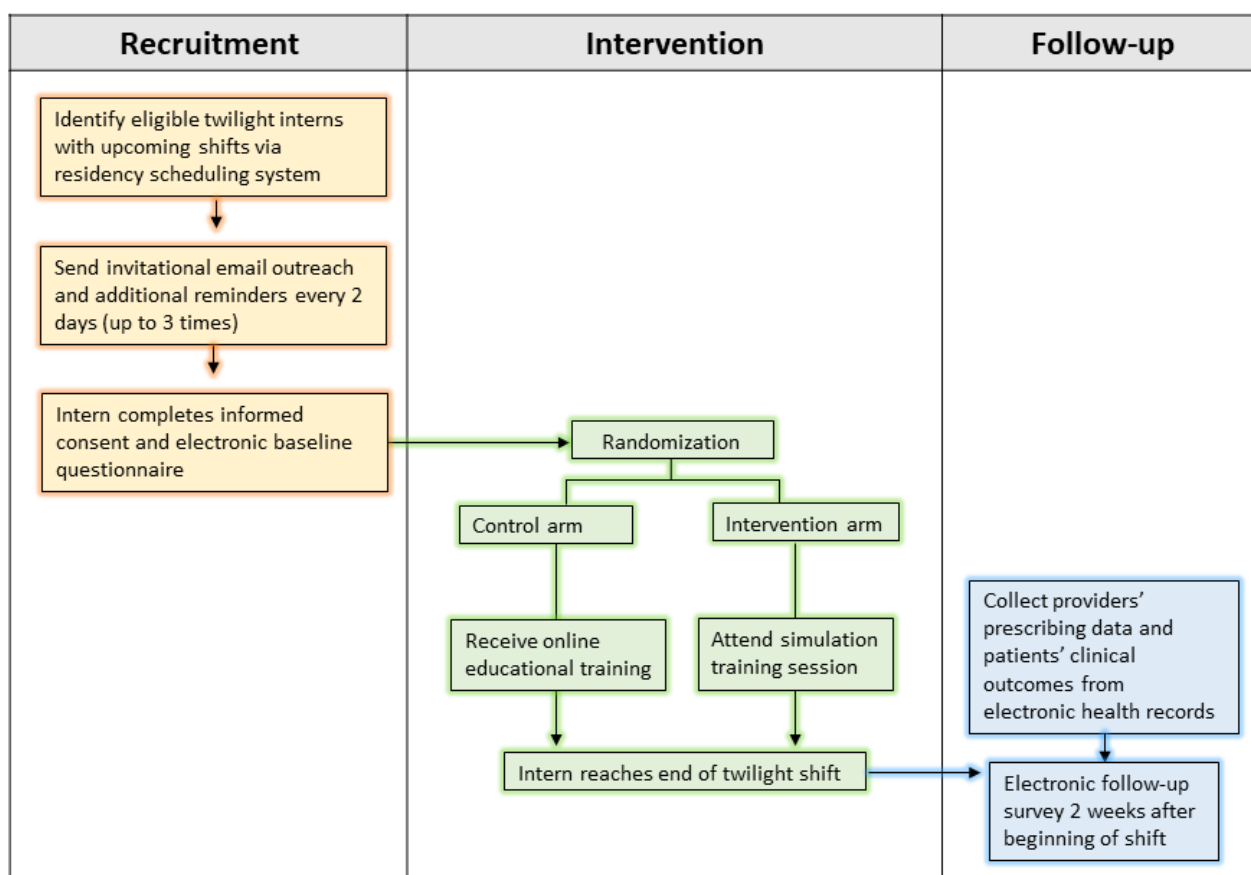 Recruitment
Intervention
Follow-up
Identify eligible twilight interns
with upcoming shifts via
residency scheduling system
Send invitational email outreach
and additional reminders every 2
days (up to 3 times)
Intern completes informed
consent and electronic baseline
questionnaire
Randomization
Control arm
Intervention arm
Receive online
educational training
Attend simulation
training session
Intern reaches end of twilight shift
Collect providers’
prescribing data and
patients’ clinical
outcomes from
electronic health records
Electronic follow-up
survey 2 weeks after
beginning of shift